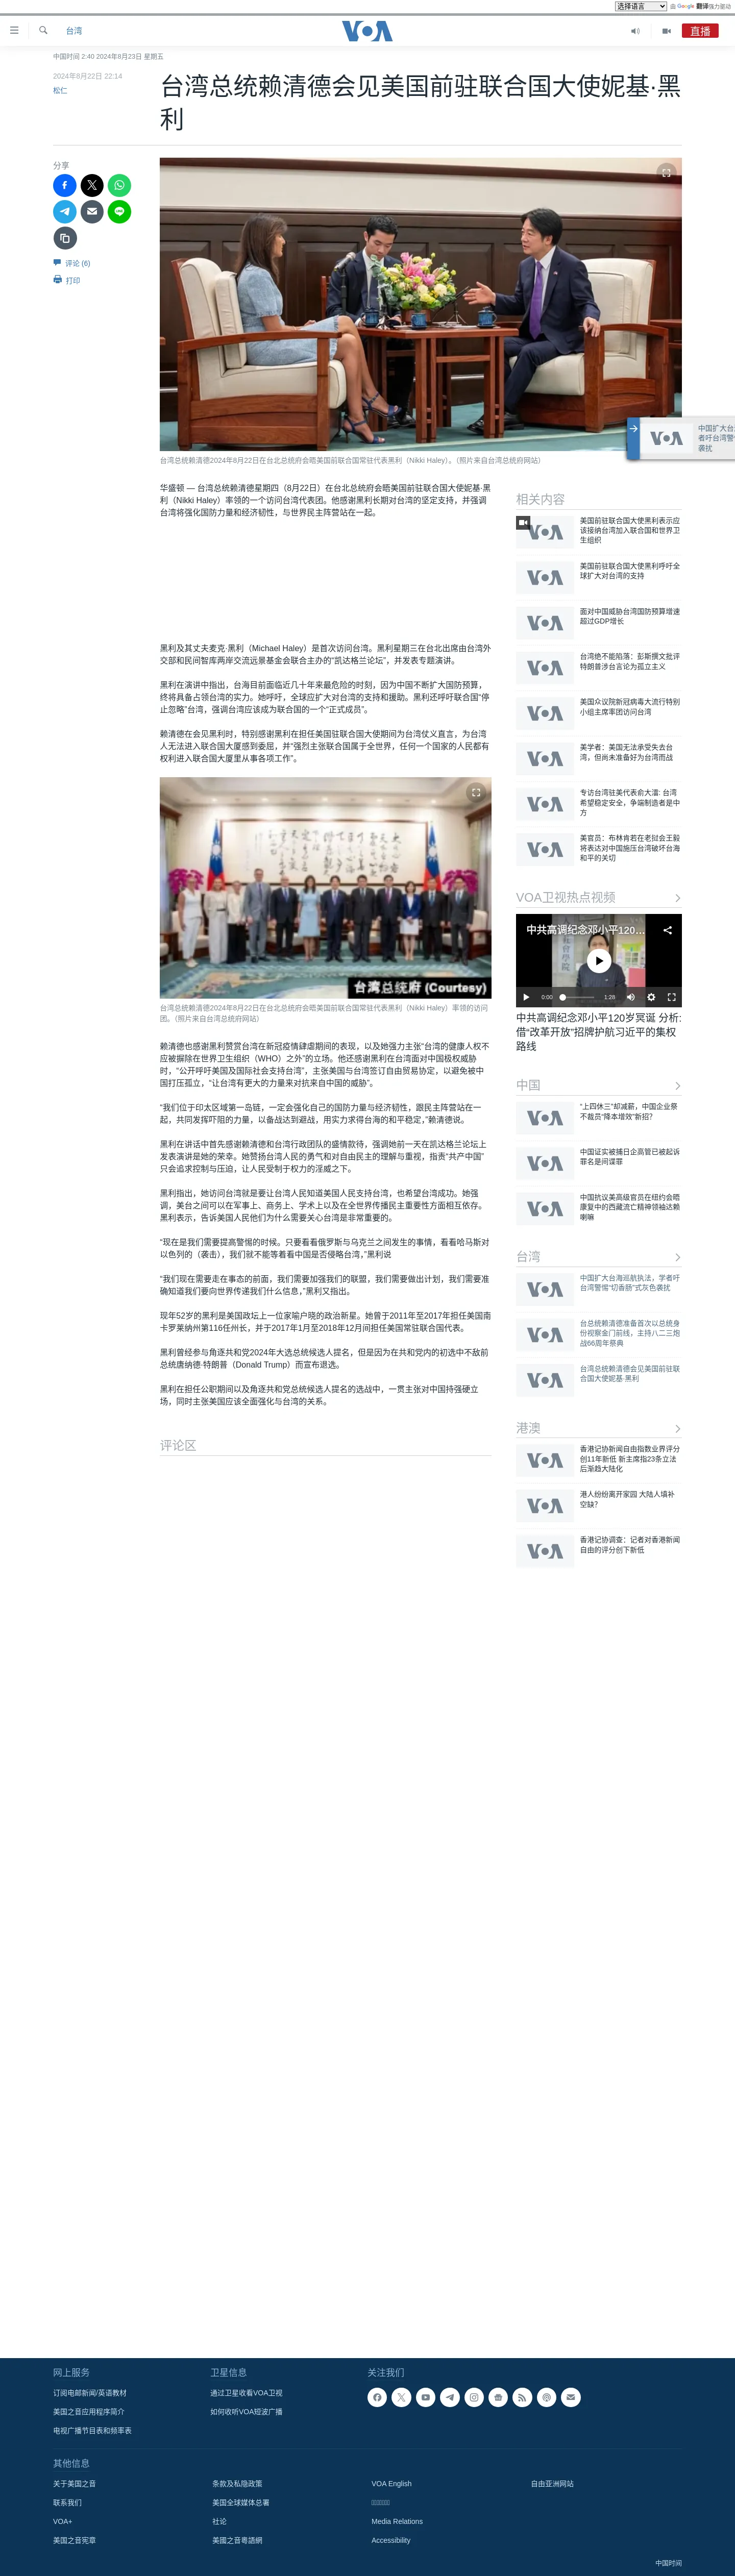 选择语言
由 Google 翻译强力驱动
台湾
VOA
直播
中国时间 2:40 2024年8月23日 星期五
2024年8月22日 22:14
松仁
台湾总统赖清德会见美国前驻联合国大使妮基·黑
利
分享
评论 (6)
打印
台湾总统赖清德2024年8月22日在台北总统府会晤美国前联合国常驻代表黑利（Nikki Haley）。（照片来自台湾总统府网站）
VOA
中国扩大台
者吁台湾警
袭扰
华盛顿 — 台湾总统赖清德星期四（8月22日）在台北总统府会晤美国前驻联合国大使妮基·黑
利（Nikki Haley）率领的一个访问台湾代表团。他感谢黑利长期对台湾的坚定支持，并强调
台湾将强化国防力量和经济韧性，与世界民主阵营站在一起。
黑利及其丈夫麦克·黑利（Michael Haley）是首次访问台湾。黑利星期三在台北出席由台湾外
交部和民间智库两岸交流远景基金会联合主办的“凯达格兰论坛”，并发表专题演讲。
黑利在演讲中指出，台海目前面临近几十年来最危险的时刻，因为中国不断扩大国防预算，
终将具备占领台湾的实力。她呼吁，全球应扩大对台湾的支持和援助。黑利还呼吁联合国“停
止忽略”台湾，强调台湾应该成为联合国的一个“正式成员”。
赖清德在会见黑利时，特别感谢黑利在担任美国驻联合国大使期间为台湾仗义直言，为台湾
人无法进入联合国大厦感到委屈，并“强烈主张联合国属于全世界，任何一个国家的人民都有
权利进入联合国大厦里从事各项工作”。
台湾总统府 (Courtesy)
台湾总统赖清德2024年8月22日在台北总统府会晤美国前联合国常驻代表黑利（Nikki Haley）率领的访问
团。（照片来自台湾总统府网站）
赖清德也感谢黑利赞赏台湾在新冠疫情肆虐期间的表现，以及她强力主张“台湾的健康人权不
应被摒除在世界卫生组织（WHO）之外”的立场。他还感谢黑利在台湾面对中国极权威胁
时，“公开呼吁美国及国际社会支持台湾”，主张美国与台湾签订自由贸易协定，以避免被中
国打压孤立，“让台湾有更大的力量来对抗来自中国的威胁”。
“我们位于印太区域第一岛链，一定会强化自己的国防力量与经济韧性，跟民主阵营站在一
起，共同发挥吓阻的力量，以备战达到避战，用实力求得台海的和平稳定，”赖清德说。
黑利在讲话中首先感谢赖清德和台湾行政团队的盛情款待，强调她前一天在凯达格兰论坛上
发表演讲是她的荣幸。她赞扬台湾人民的勇气和对自由民主的理解与重视，指责“共产中国”
只会追求控制与压迫，让人民受制于权力的淫威之下。
黑利指出，她访问台湾就是要让台湾人民知道美国人民支持台湾，也希望台湾成功。她强
调，美台之间可以在军事上、商务上、学术上以及在全世界传播民主重要性方面相互依存。
黑利表示，告诉美国人民他们为什么需要关心台湾是非常重要的。
“现在是我们需要提高警惕的时候。只要看看俄罗斯与乌克兰之间发生的事情，看看哈马斯对
以色列的（袭击），我们就不能等着看中国是否侵略台湾，”黑利说
“我们现在需要走在事态的前面，我们需要加强我们的联盟，我们需要做出计划，我们需要准
确知道我们要向世界传递我们什么信息，”黑利又指出。
现年52岁的黑利是美国政坛上一位家喻户晓的政治新星。她曾于2011年至2017年担任美国南
卡罗莱纳州第116任州长，并于2017年1月至2018年12月间担任美国常驻联合国代表。
黑利曾经参与角逐共和党2024年大选总统候选人提名，但是因为在共和党内的初选中不敌前
总统唐纳德·特朗普（Donald Trump）而宣布退选。
黑利在担任公职期间以及角逐共和党总统候选人提名的选战中，一贯主张对中国持强硬立
场，同时主张美国应该全面强化与台湾的关系。
评论区
相关内容
VOA
美国前驻联合国大使黑利表示应
该接纳台湾加入联合国和世界卫
生组织
VOA
美国前驻联合国大使黑利呼吁全
球扩大对台湾的支持
VOA
面对中国威胁台湾国防预算增速
超过GDP增长
VOA
台湾绝不能陷落：彭斯撰文批评
特朗普涉台言论为孤立主义
VOA
美国众议院新冠病毒大流行特别
小组主席率团访问台湾
VOA
美学者：美国无法承受失去台
湾，但尚未准备好为台湾而战
VOA
专访台湾驻美代表俞大㵢: 台湾
希望稳定安全，争端制造者是中
方
VOA
美官员：布林肯若在老挝会王毅
将表达对中国施压台湾破坏台海
和平的关切
VOA卫视热点视频
中共高调纪念邓小平120...
0:00
1:28
中共高调纪念邓小平120岁冥诞 分析:
借“改革开放”招牌护航习近平的集权
路线
中国
VOA
“上四休三”却减薪，中国企业祭
不裁员“降本增效”新招？
VOA
中国证实被捕日企高管已被起诉
罪名是间谍罪
VOA
中国抗议美高级官员在纽约会晤
康复中的西藏流亡精神领袖达赖
喇嘛
台湾
VOA
中国扩大台海巡航执法，学者吁
台湾警惕“切香肠”式灰色袭扰
VOA
台总统赖清德准备首次以总统身
份视察金门前线，主持八二三炮
战66周年祭典
VOA
台湾总统赖清德会见美国前驻联
合国大使妮基·黑利
港澳
VOA
香港记协新闻自由指数业界评分
创11年新低 新主席指23条立法
后渐趋大陆化
VOA
港人纷纷离开家园 大陆人填补
空缺？
VOA
香港记协调查：记者对香港新闻
自由的评分创下新低
网上服务
订阅电邮新闻/英语教材
美国之音应用程序简介
电视广播节目表和频率表
卫星信息
通过卫星收看VOA卫视
如何收听VOA短波广播
关注我们
其他信息
关于美国之音
条款及私隐政策
VOA English
自由亚洲网站
联系我们
美国全球媒体总署
VOA+
社论
Media Relations
美国之音宪章
美國之音粵語網
Accessibility
中国时间